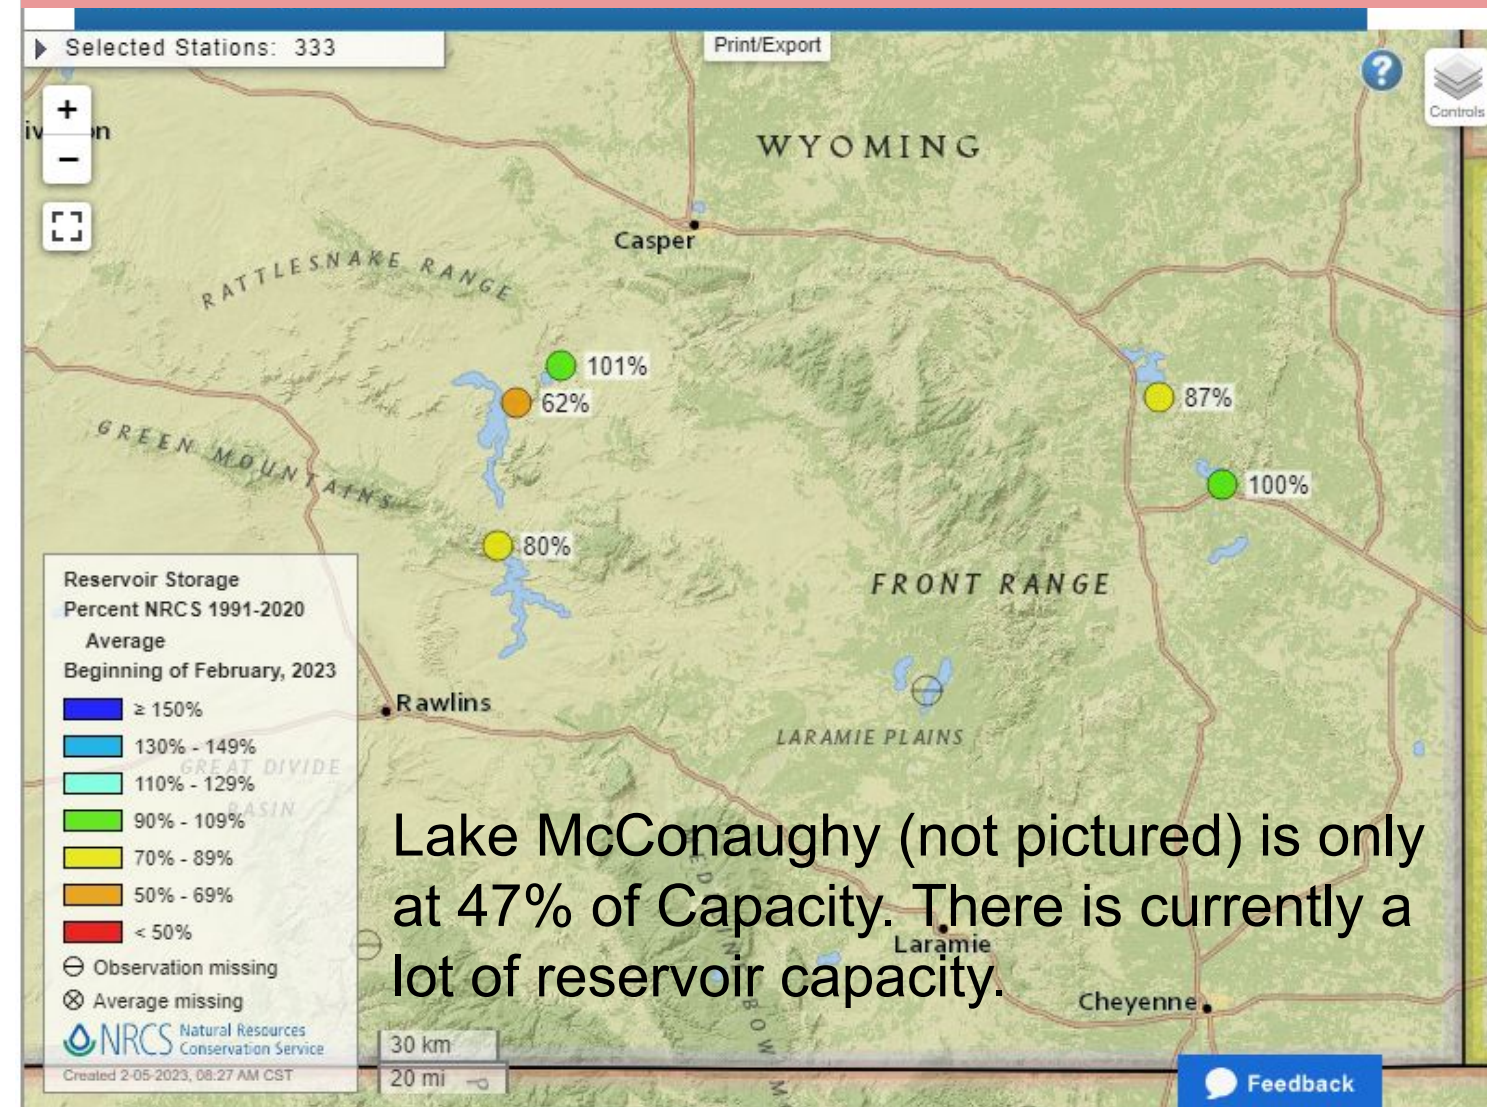 Selected Stations: 333
Print/Export
?
Controls
+
−
on
WYOMING
Casper
RATTLESNAKE RANGE
101%
62%
87%
GREEN MOUNTAINS
100%
80%
FRONT RANGE
Reservoir Storage
Percent NRCS 1991-2020
Average
Beginning of February, 2023
≥ 150%
130% - 149%
110% - 129%
90% - 109%
70% - 89%
50% - 69%
< 50%
Observation missing
Average missing
NRCS Natural Resources
Conservation Service
Created 2-05-2023, 08:27 AM CST
GREAT DIVIDE
BASIN
Rawlins
LARAMIE PLAINS
Lake McConaughy (not pictured) is only
at 47% of Capacity. There is currently a
lot of reservoir capacity.
Laramie
Cheyenne
30 km
20 mi
Feedback